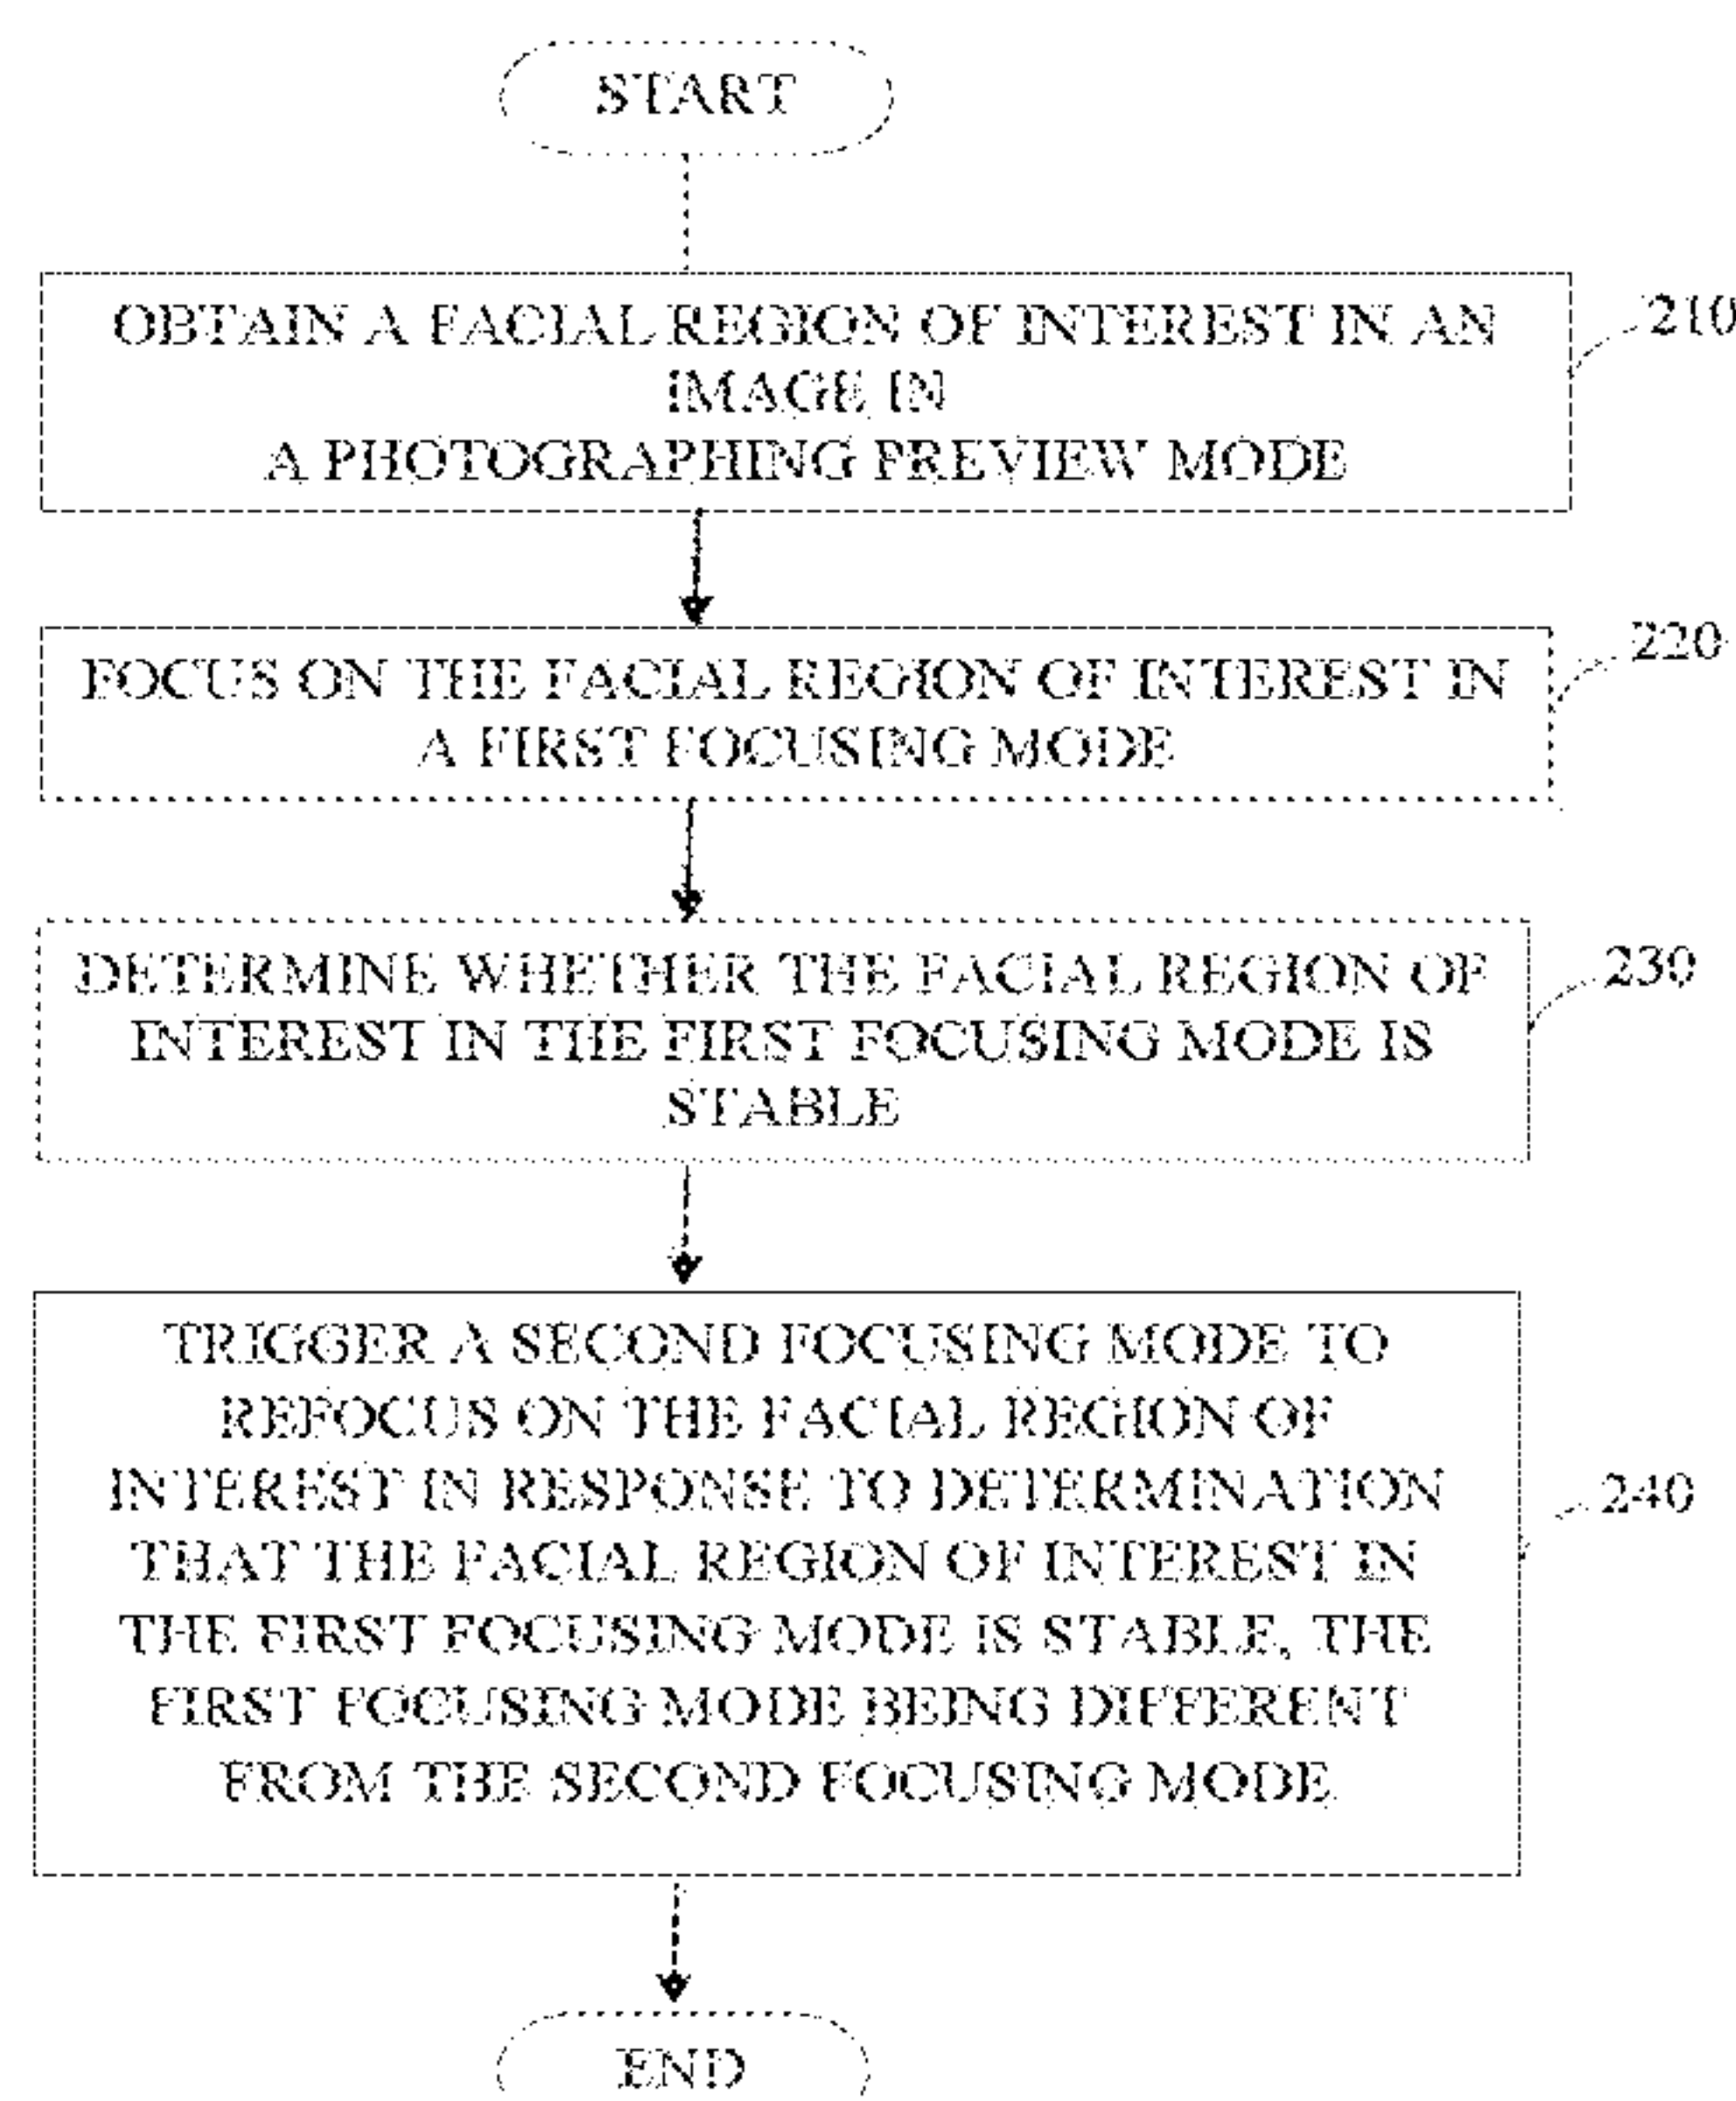 START
OBTAIN A FACIAL REGION OF INTEREST IN AN
IMAGE IN
A PHOTOGRAPHING PREVIEW MODE
210
FOCUS ON THE FACIAL REGION OF INTEREST IN
A FIRST FOCUSING MODE
220
DETERMINE WHETHER THE FACIAL REGION OF
INTEREST IN THE FIRST FOCUSING MODE IS
STABLE
230
TRIGGER A SECOND FOCUSING MODE TO
REFOCUS ON THE FACIAL REGION OF
INTEREST IN RESPONSE TO DETERMINATION
THAT THE FACIAL REGION OF INTEREST IN
THE FIRST FOCUSING MODE IS STABLE, THE
FIRST FOCUSING MODE BEING DIFFERENT
FROM THE SECOND FOCUSING MODE
240
END